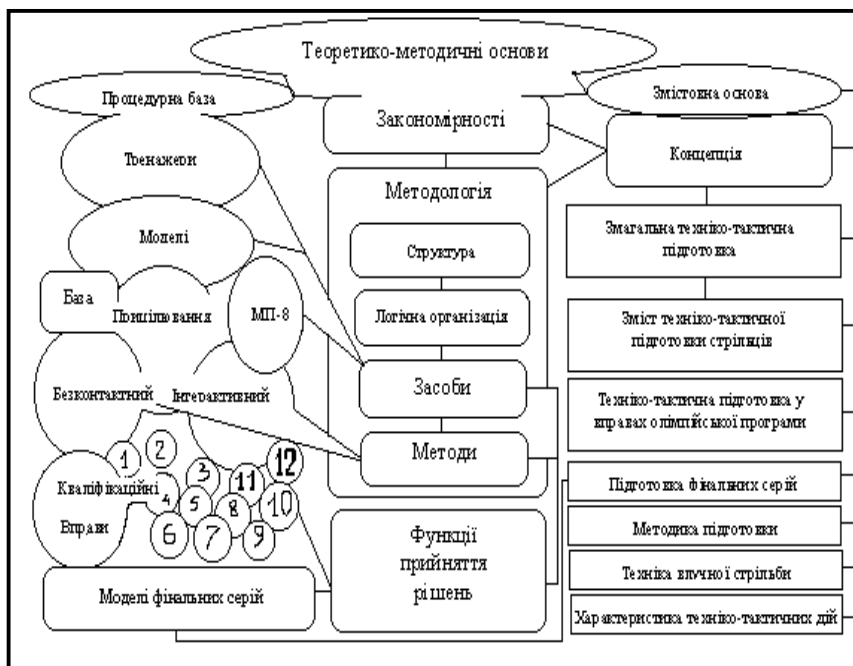 Теоретико-методичні основи
Процедурна база
Змістовна основа
Закономірності
Тренажери
Концепція
Методологія
Моделі
Структура
Змагальна техніко-тактична
підготовка
База
Прицілювання
МП-8
Логічна організація
Зміст техніко-тактичної
підготовки стрільців
Безконтактний
Інтерактивний
Засоби
Техніко-тактична підготовка у
вправах олімпійської програми
Методи
1
2
3
11
12
Кваліфікаційні
Вправи
4
5
8
10
6
7
9
Підготовка фінальних серій
Функції
прийняття
рішень
Методика підготовки
Техніка влучної стрільби
Моделі фінальних серій
Характеристика техніко-тактичних дій